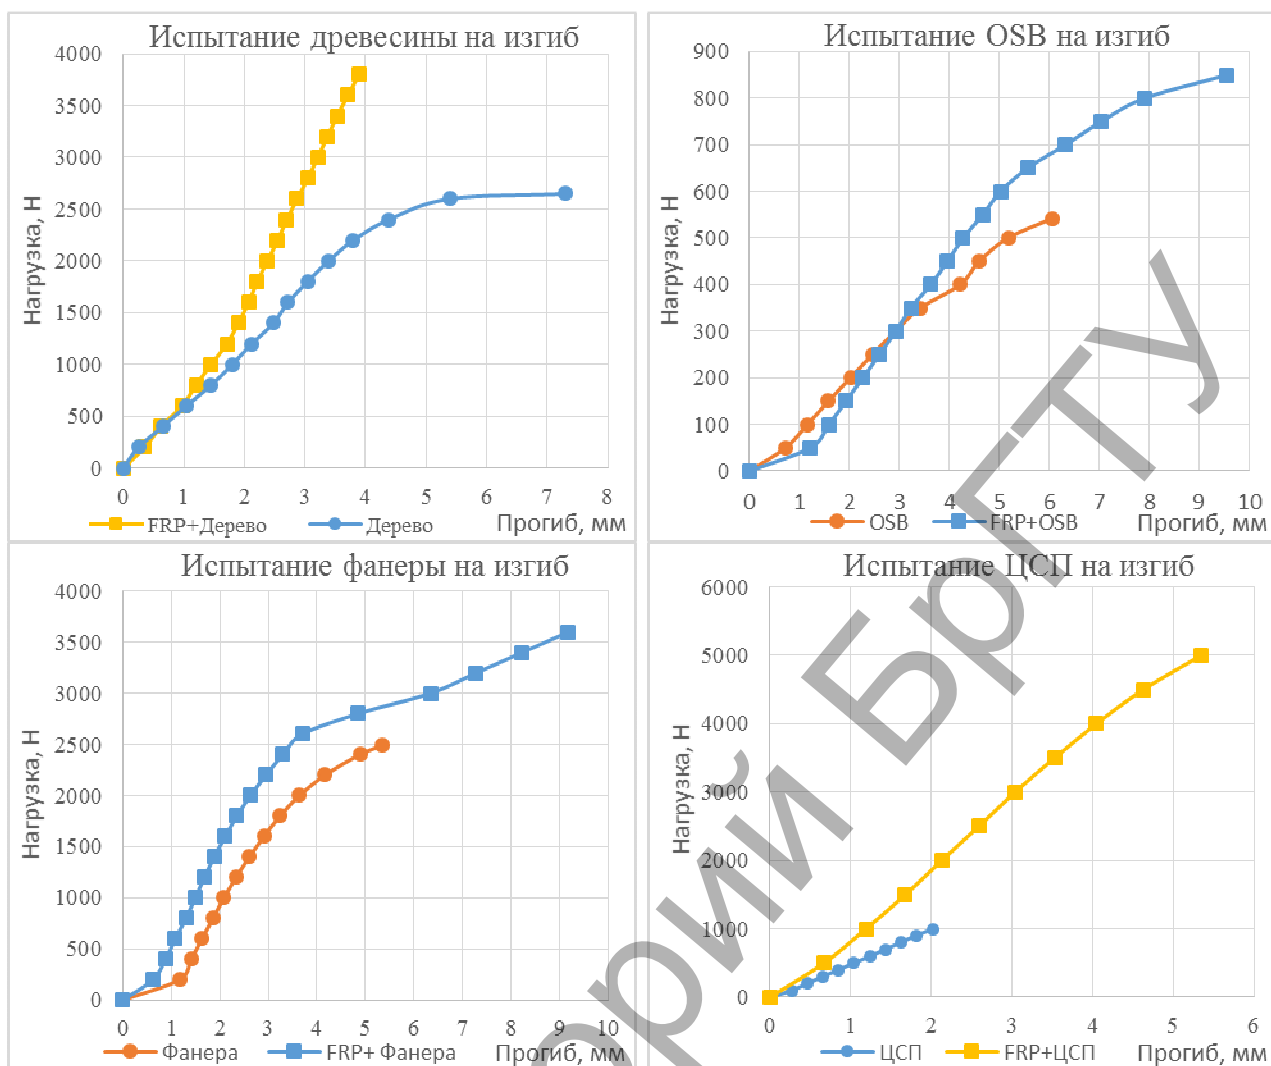 Испытание древесины на изгиб
4000
3500
3000
2500
2000
1500
1000
500
0
Нагрузка, Н
0 1 2 3 4 5 6 7 8
FRP+Дерево Дерево Прогиб, мм
Испытание OSB на изгиб
900
800
700
600
500
400
300
200
100
0
Нагрузка, Н
0 1 2 3 4 5 6 7 8 9 10
OSB FRP+OSB Прогиб, мм
Испытание фанеры на изгиб
4000
3500
3000
2500
2000
1500
1000
500
0
Нагрузка, Н
0 1 2 3 4 5 6 7 8 9 10
Фанера FRP+ Фанера Прогиб, мм
Испытание ЦСП на изгиб
6000
5000
4000
3000
2000
1000
0
Нагрузка, Н
0 1 2 3 4 5 6
ЦСП FRP+ЦСП Прогиб, мм
БрГТУ